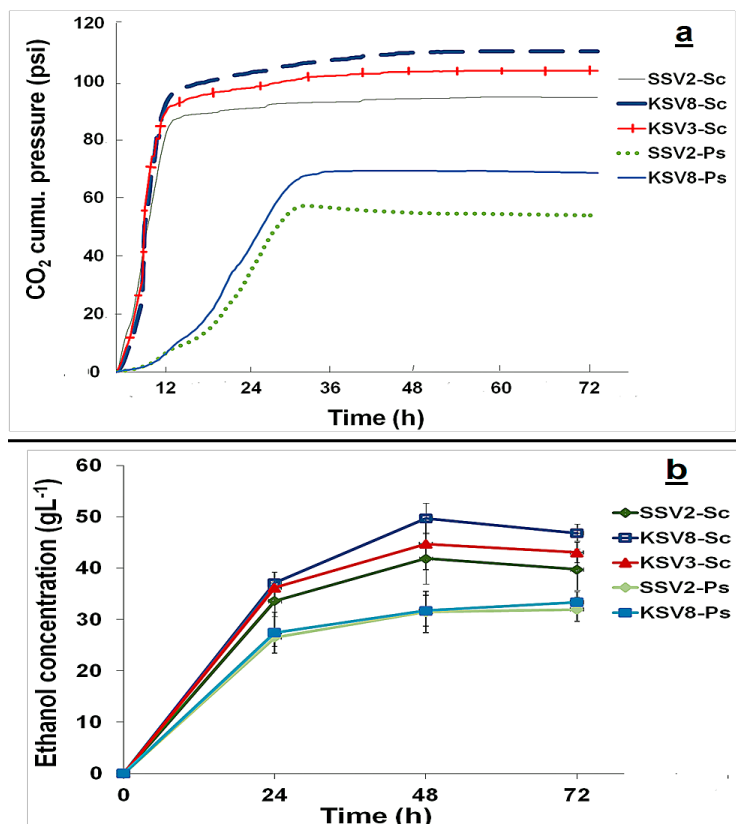 a
CO2 cumu. pressure (psi)
120
100
80
60
40
20
0
12
24
36
48
60
72
Time (h)
SSV2-Sc
KSV8-Sc
KSV3-Sc
SSV2-Ps
KSV8-Ps
b
Ethanol concentration (gL-1)
60
50
40
30
20
10
0
0
24
48
72
Time (h)
SSV2-Sc
KSV8-Sc
KSV3-Sc
SSV2-Ps
KSV8-Ps